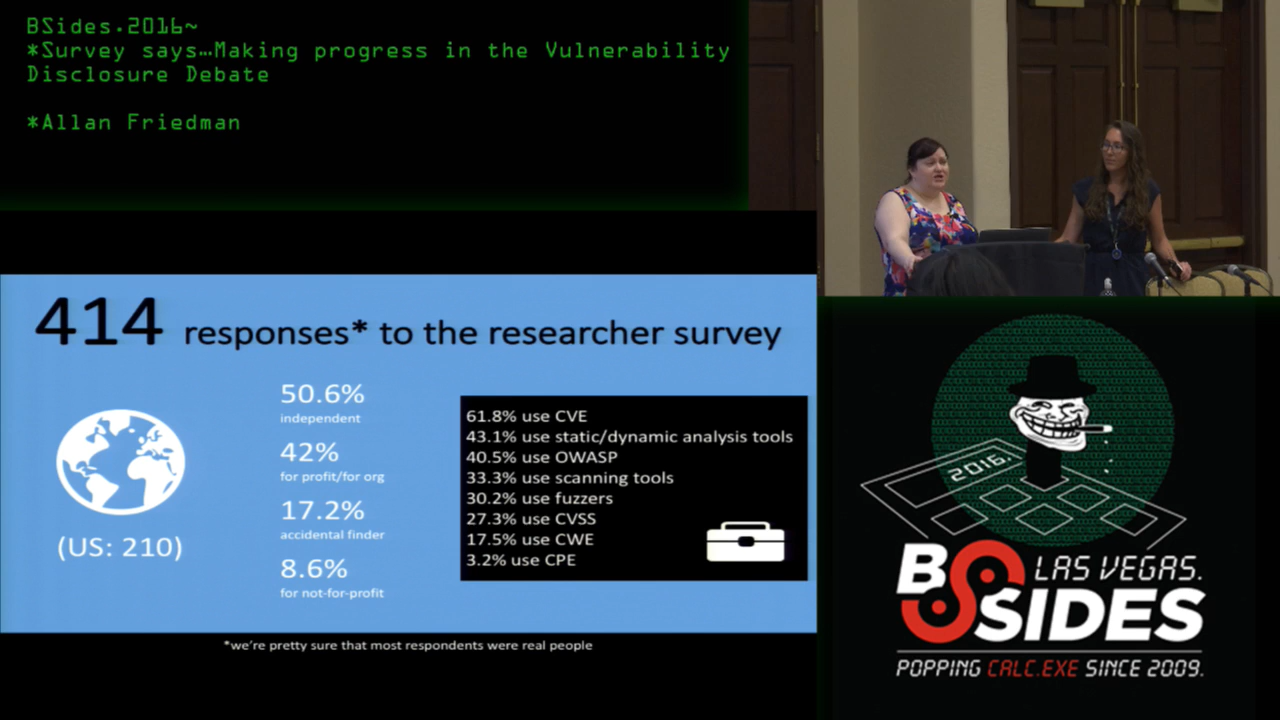 BSides.2016~
*Survey says…Making progress in the Vulnerability
Disclosure Debate
*Allan Friedman
414 responses* to the researcher survey
(US: 210)
50.6%
independent
42%
for profit/for org
17.2%
accidental finder
8.6%
for not-for-profit
61.8% use CVE
43.1% use static/dynamic analysis tools
40.5% use OWASP
33.3% use scanning tools
30.2% use fuzzers
27.3% use CVSS
17.5% use CWE
3.2% use CPE
*we're pretty sure that most respondents were real people
2016.
BSIDES
LAS VEGAS.
POPPING CALC.EXE SINCE 2009.